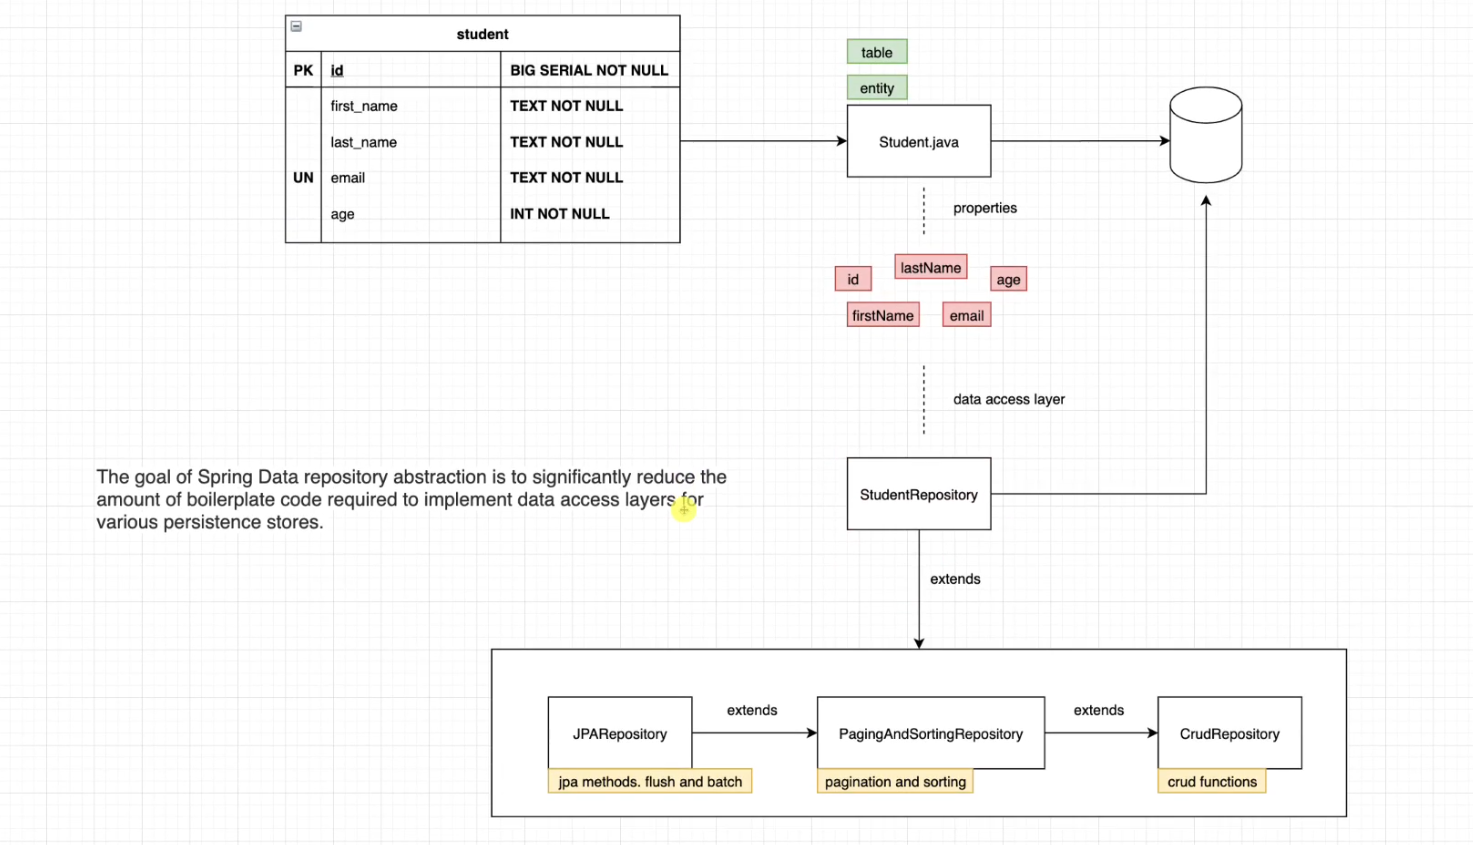 student
PK id BIG SERIAL NOT NULL
first_name TEXT NOT NULL
last_name TEXT NOT NULL
UN email TEXT NOT NULL
age INT NOT NULL
table
entity
Student.java
properties
id
lastName
age
firstName
email
data access layer
The goal of Spring Data repository abstraction is to significantly reduce the
amount of boilerplate code required to implement data access layers for
various persistence stores.
StudentRepository
extends
JPARepository
extends
PagingAndSortingRepository
extends
CrudRepository
jpa methods. flush and batch
pagination and sorting
crud functions